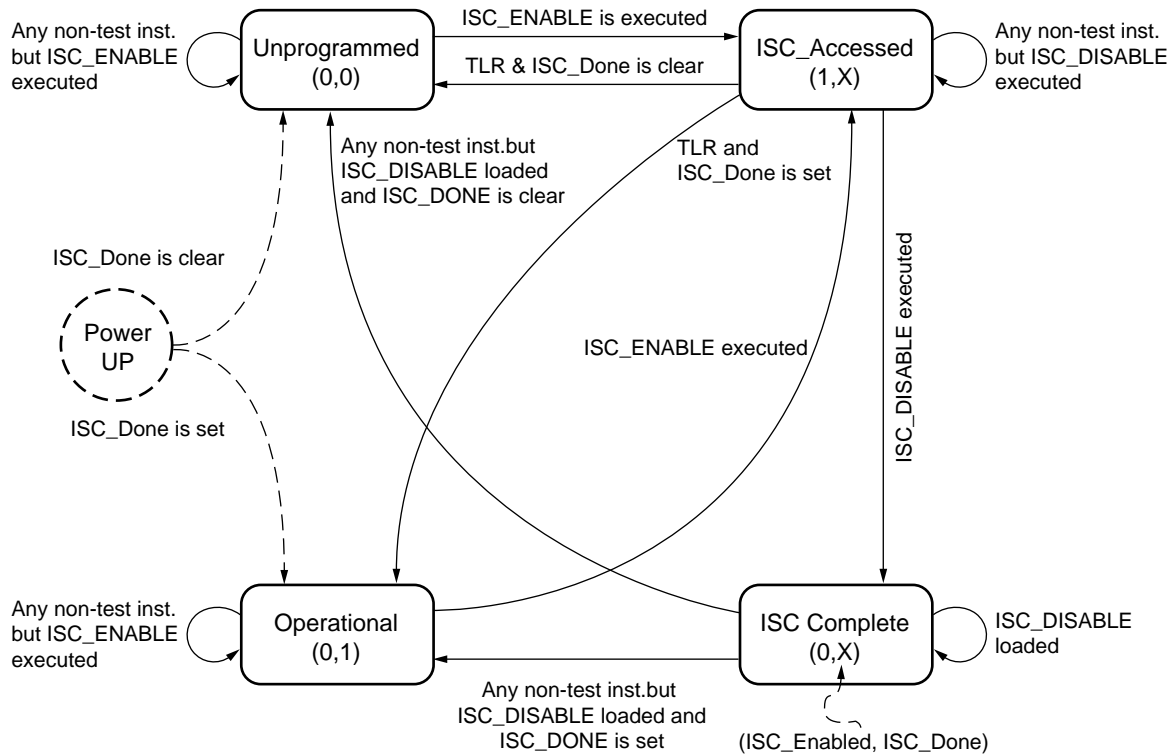 ISC_ENABLE is executed
Any non-test inst.
but ISC_ENABLE
executed
Unprogrammed
(0,0)
ISC_Accessed
(1,X)
Any non-test inst.
but ISC_DISABLE
executed
TLR & ISC_Done is clear
Any non-test inst.but
ISC_DISABLE loaded
and ISC_DONE is clear
TLR and
ISC_Done is set
ISC_Done is clear
Power
UP
ISC_Done is set
ISC_ENABLE executed
ISC_DISABLE executed
Any non-test inst.
but ISC_ENABLE
executed
Operational
(0,1)
ISC Complete
(0,X)
ISC_DISABLE
loaded
Any non-test inst.but
ISC_DISABLE loaded and
ISC_DONE is set
(ISC_Enabled, ISC_Done)